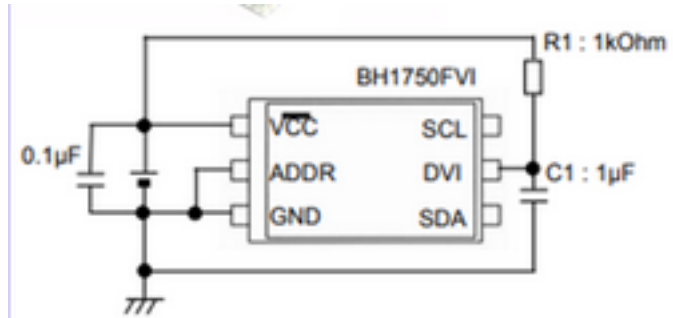 R1 : 1kOhm
BH1750FVI
VCC
SCL
0.1µF
ADDR
DVI
C1 : 1µF
GND
SDA